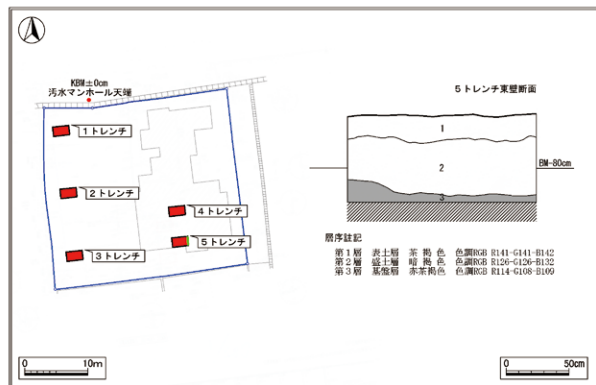 KBM±0cm
汚水マンホール天端
1トレンチ
2トレンチ
3トレンチ
4トレンチ
5トレンチ
0 10m
5トレンチ東壁断面
1
2
3
BM-80cm
層序註記
第1層 表土層 茶褐色 色調RGB R141-G141-B142
第2層 盛土層 暗褐色 色調RGB R126-G126-B132
第3層 基盤層 赤茶褐色 色調RGB R114-G108-B109
0 50cm